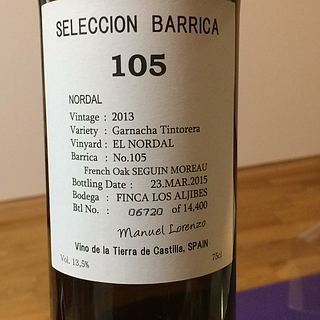 SELECCION BARRICA
105
NORDAL
Vintage : 2013
Variety : Garnacha Tintorera
Vinyard : EL NORDAL
Barrica : No.105
French Oak SEGUIN MOREAU
Bottling Date : 23.MAR.2015
Bodega : FINCA LOS ALJIBES
Btl No. : 06720 of 14,400
Manuel Lorenzo
Vino de la Tierra de Castilla, SPAIN
Vol. 13,5% 75cl